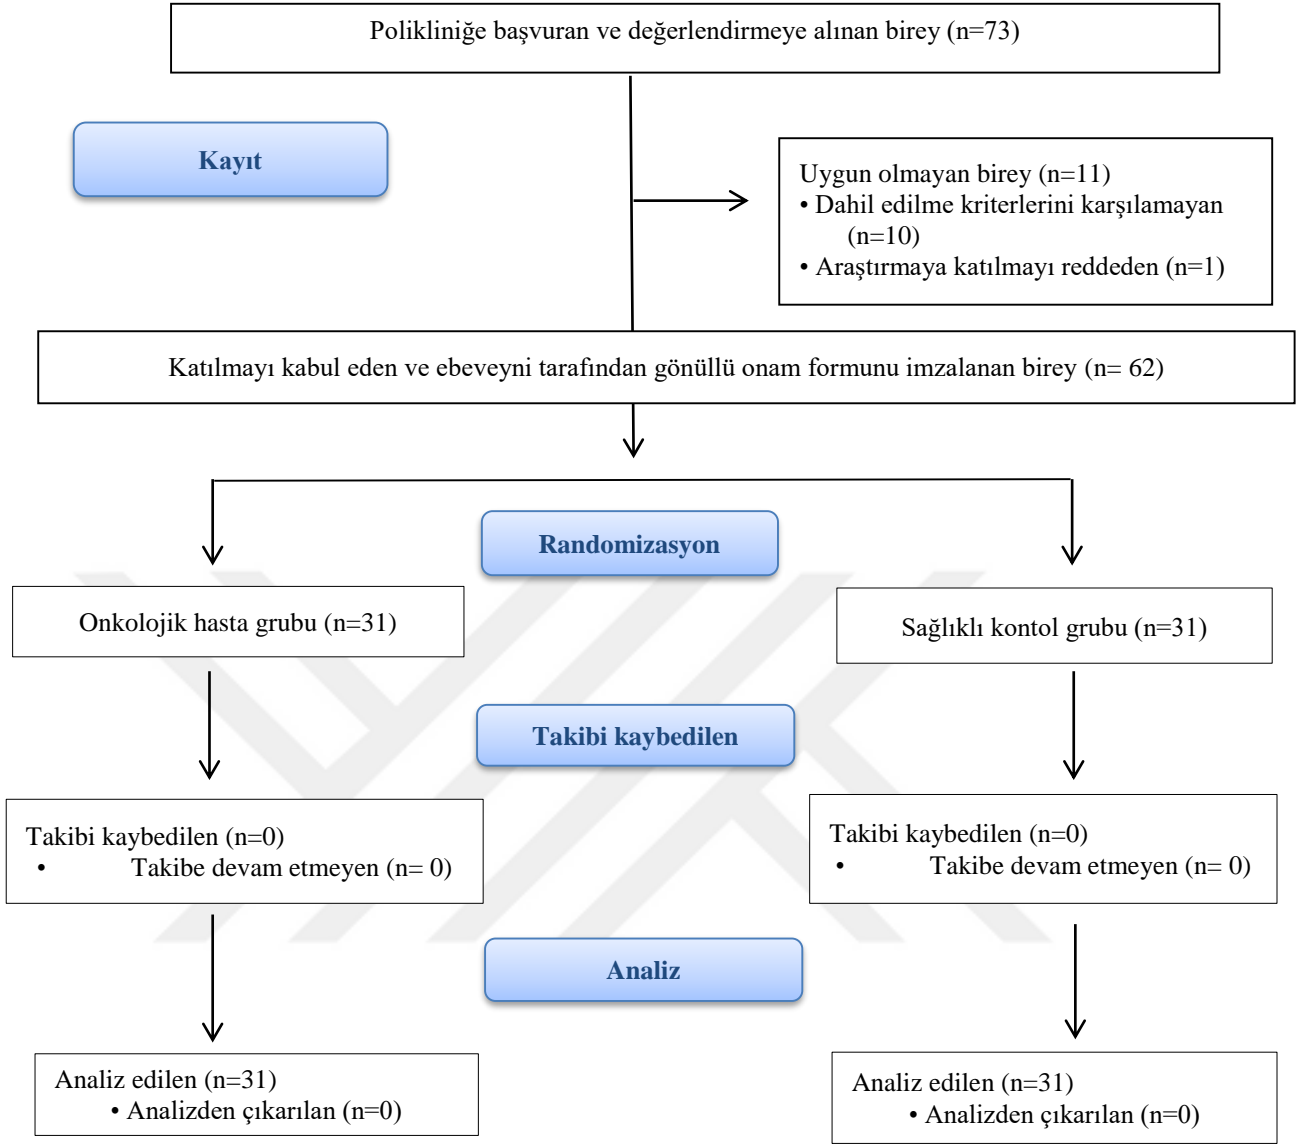 Polikliniğe başvuran ve değerlendirmeye alınan birey (n=73)
Kayıt
Uygun olmayan birey (n=11)
• Dahil edilme kriterlerini karşılamayan
(n=10)
• Araştırmaya katılmayı reddeden (n=1)
Katılmayı kabul eden ve ebeveyni tarafından gönüllü onam formunu imzalanan birey (n= 62)
Randomizasyon
Onkolojik hasta grubu (n=31)
Sağlıklı kontol grubu (n=31)
Takibi kaybedilen
Takibi kaybedilen (n=0)
• Takibe devam etmeyen (n= 0)
Takibi kaybedilen (n=0)
• Takibe devam etmeyen (n= 0)
Analiz
Analiz edilen (n=31)
• Analizden çıkarılan (n=0)
Analiz edilen (n=31)
• Analizden çıkarılan (n=0)